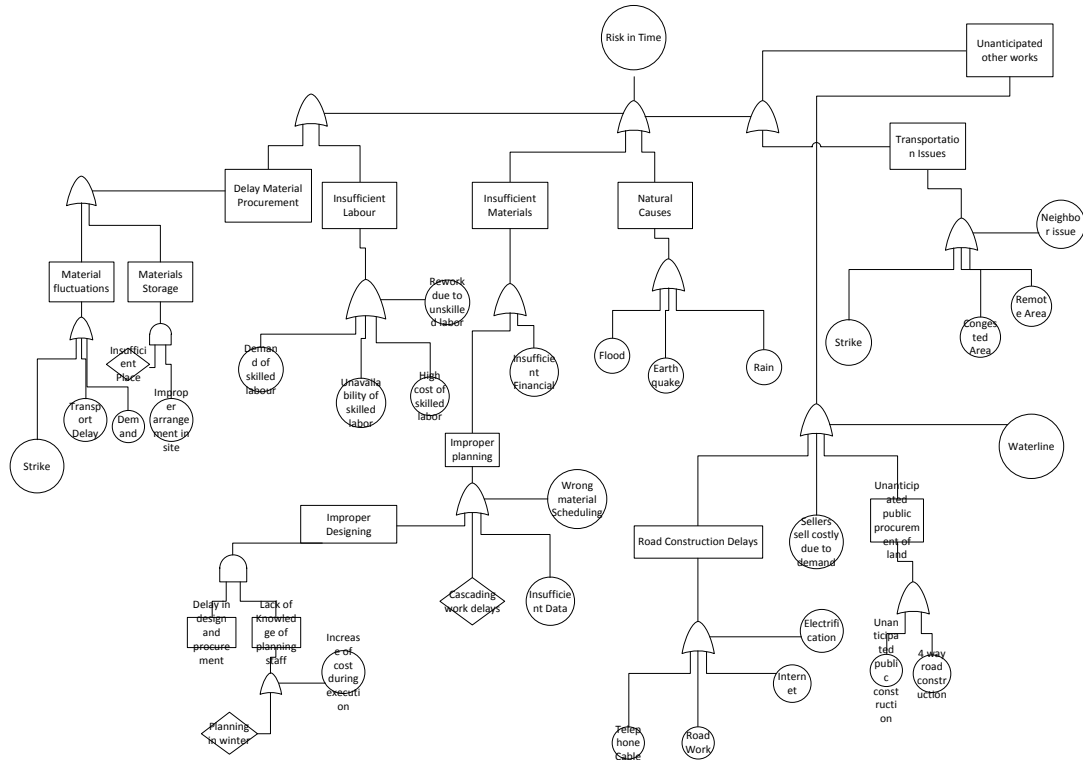 Risk in Time
Unanticipated
other works
Transportatio
n Issues
Delay Material
Procurement
Insufficient
Labour
Insufficient
Materials
Natural
Causes
Neighbo
r issue
Material
fluctuations
Materials
Storage
Rework
due to
unskille
d labor
Remot
e Area
Conges
ted Area
Strike
Insuffici
ent
Place
Deman
d of
skilled
labour
Unavaila
bility of
skilled
labor
High
cost of
skilled
labor
Insufficie
nt
Financial
Flood
Earth
quake
Rain
Transp
ort
Delay
Dem
and
Improp
er
arrange
ment in
site
Strike
Improper
planning
Waterline
Wrong
material
Scheduling
Improper
Designing
Road Construction Delays
Sellers
sell costly
due to
demand
Unanticip
ated
public
procurem
ent of
land
Cascading
work delays
Insufficie
nt Data
Delay in
design
and
procure
ment
Lack of
Knowled
ge of
planning
staff
Increas
e of
cost
during
executi
on
Planning
in winter
Electrifi
cation
Intern
et
Telep
hone
Cable
Road
Work
Unan
ticipa
ted
publi
c
const
ructi
on
4 way
road
constr
uction